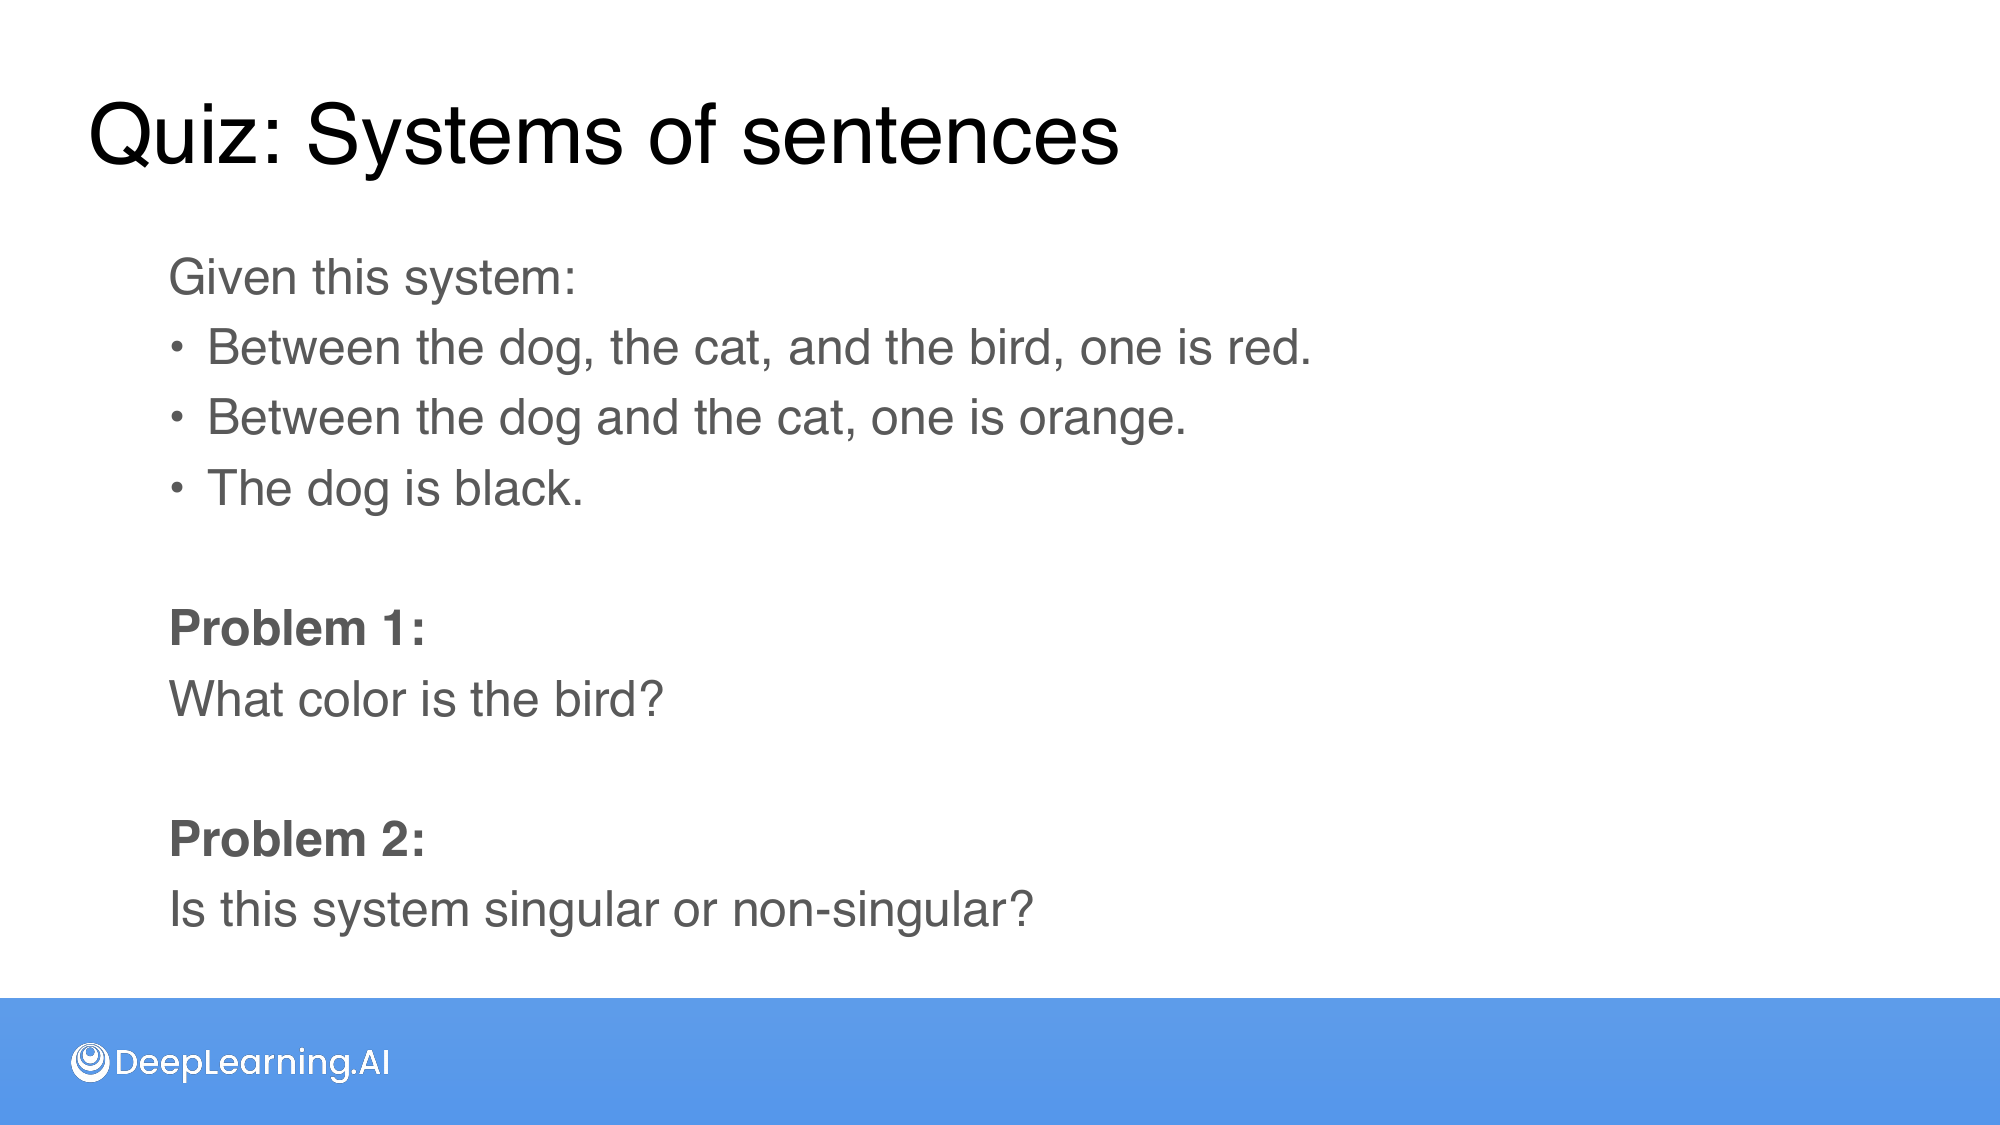 Quiz: Systems of sentences
Given this system:
• Between the dog, the cat, and the bird, one is red.
• Between the dog and the cat, one is orange.
• The dog is black.
Problem 1:
What color is the bird?
Problem 2:
Is this system singular or non-singular?
DeepLearning.AI